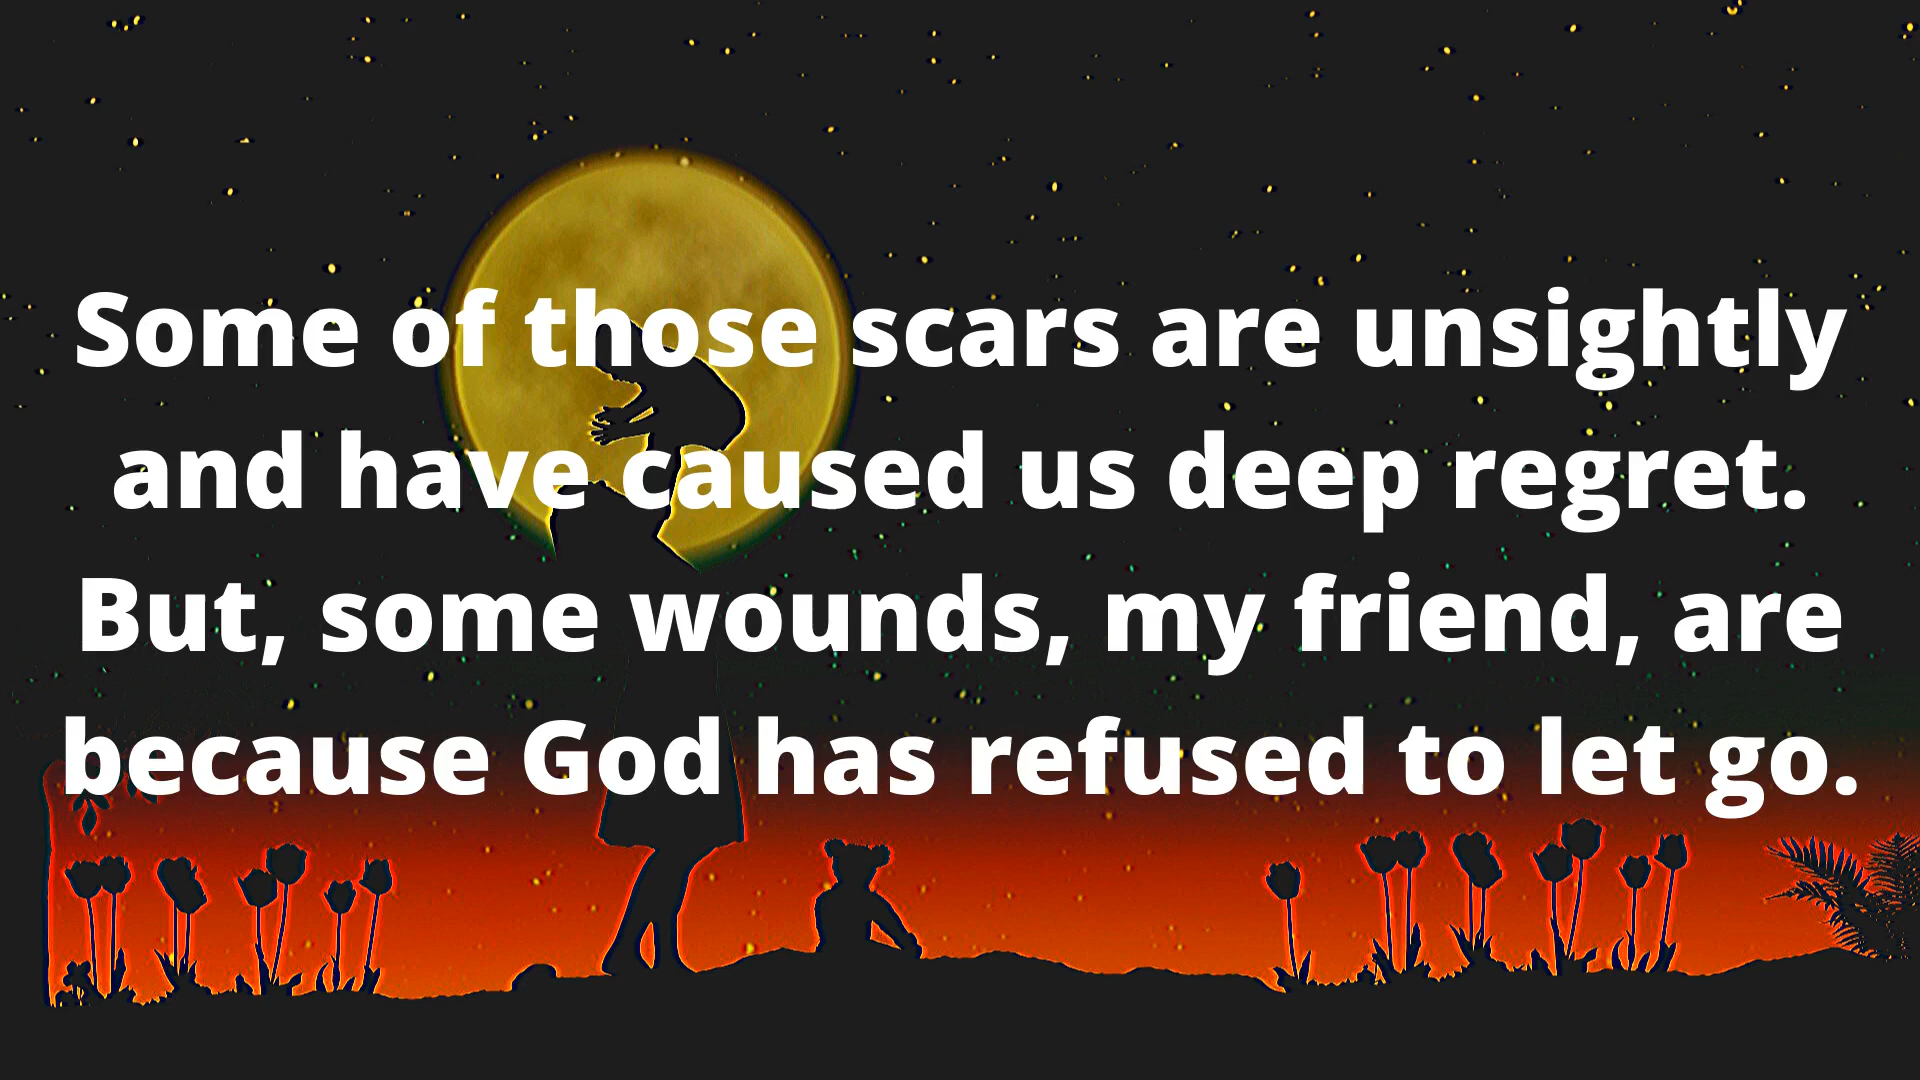 Some of those scars are unsightly
and have caused us deep regret.
But, some wounds, my friend, are
because God has refused to let go.